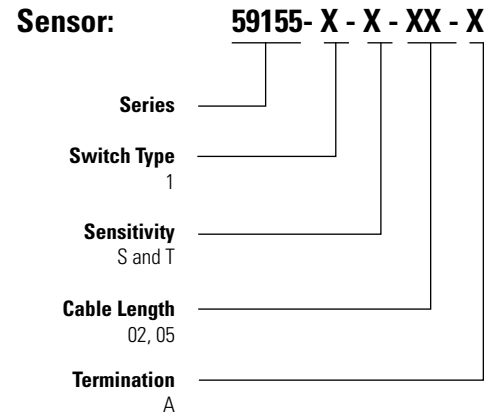 Sensor: 59155- X - X - XX - X
Series
Switch Type
1
Sensitivity
S and T
Cable Length
02, 05
Termination
A